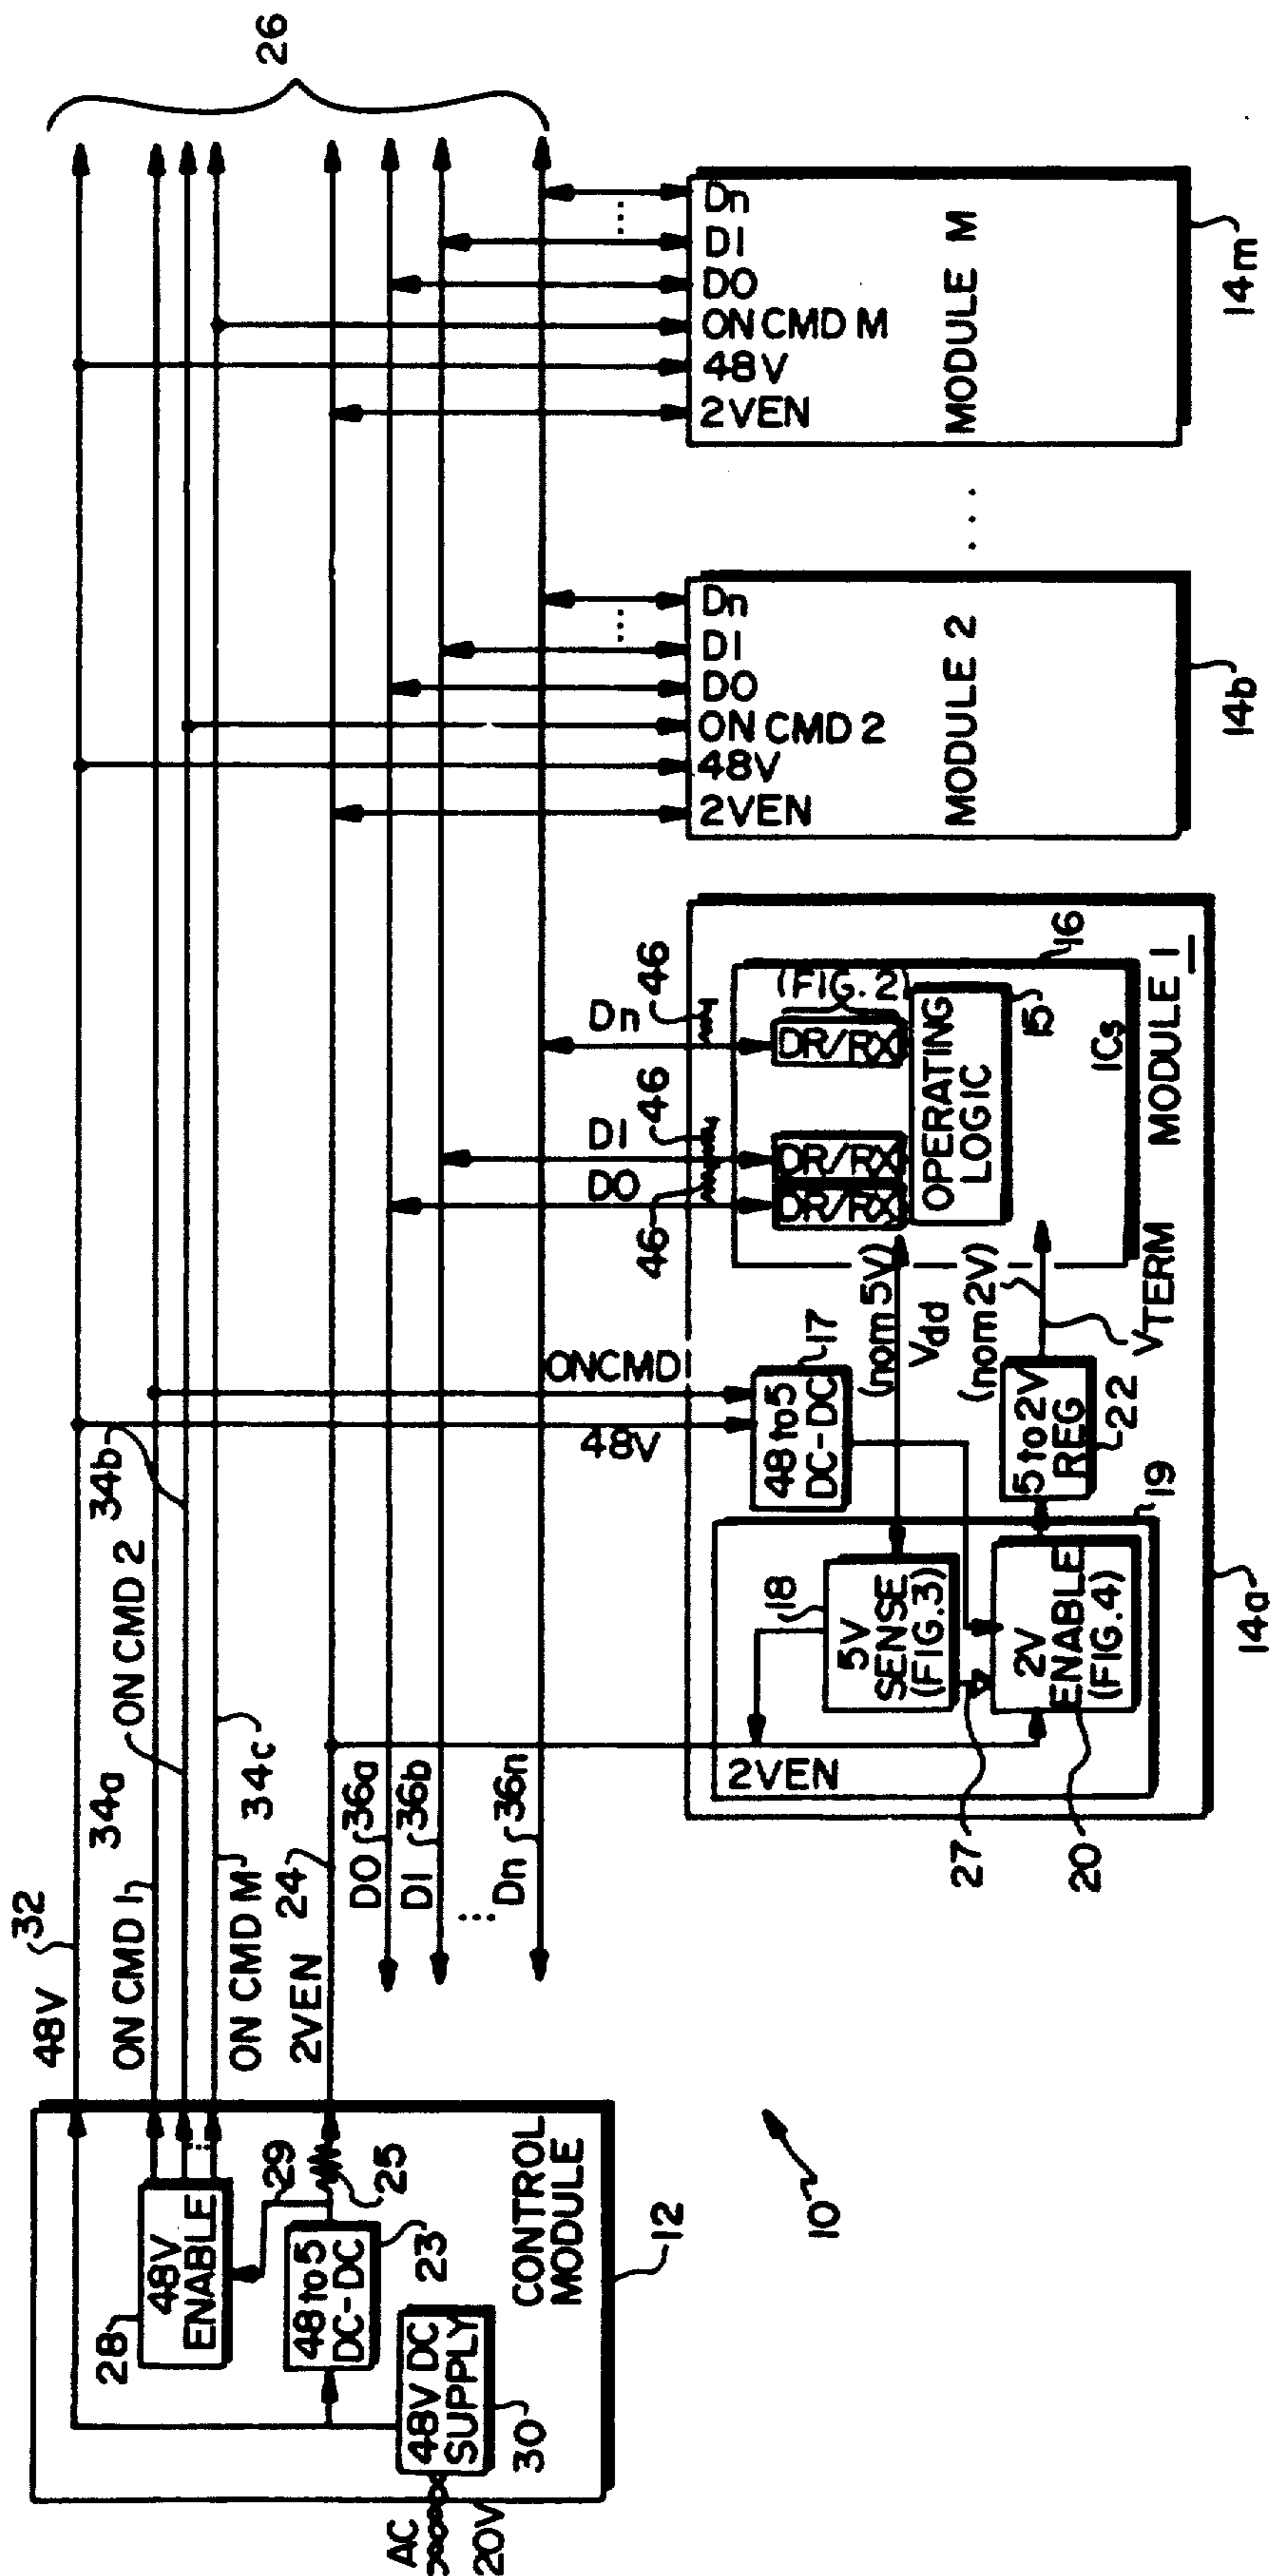 26
32
48V
ON CMD 1
34a
ON CMD 2
34b
ON CMD M
34c
2VEN
24
DO
36a
D1
36b
Dn
36n
28
48V
ENABLE
29
25
48 to 5
DC-DC
23
48V DC
SUPPLY
30
AC
20V
CONTROL
MODULE
12
10
ONCMD
48V
DO
46
D1
46
Dn
46
2VEN
18
5V
SENSE
(FIG.3)
27
2V
ENABLE
(FIG.4)
20
19
48 to 5
DC-DC
17
5 to 2V
REG
22
(nom 5V)
Vdd
(nom 2V)
VTERM
(FIG. 2)
DR/RX
DR/RX
DR/RX
OPERATING
LOGIC
15
16
ICs
MODULE 1
14a
2VEN
48V
ON CMD 2
DO
D1
Dn
MODULE 2
14b
2VEN
48V
ON CMD M
DO
D1
Dn
MODULE M
14m